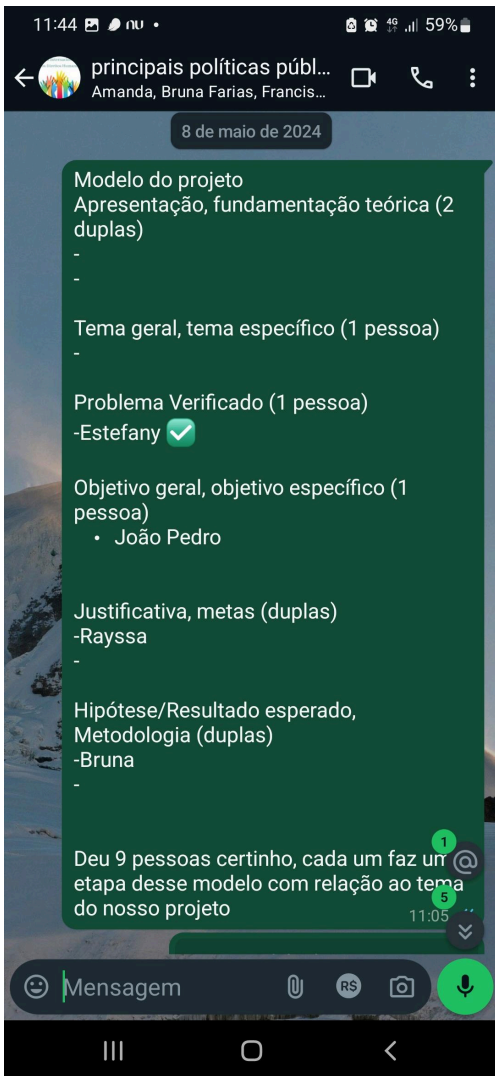 11:44
4G
59%
principais políticas públ...
Amanda, Bruna Farias, Francis...
8 de maio de 2024
Modelo do projeto
Apresentação, fundamentação teórica (2
duplas)
-
-
Tema geral, tema específico (1 pessoa)
-
Problema Verificado (1 pessoa)
-Estefany ✅
Objetivo geral, objetivo específico (1
pessoa)
• João Pedro
Justificativa, metas (duplas)
-Rayssa
-
Hipótese/Resultado esperado,
Metodologia (duplas)
-Bruna
-
1
@
Deu 9 pessoas certinho, cada um faz um
etapa desse modelo com relação ao tema
5
do nosso projeto
11:05
Mensagem
R$